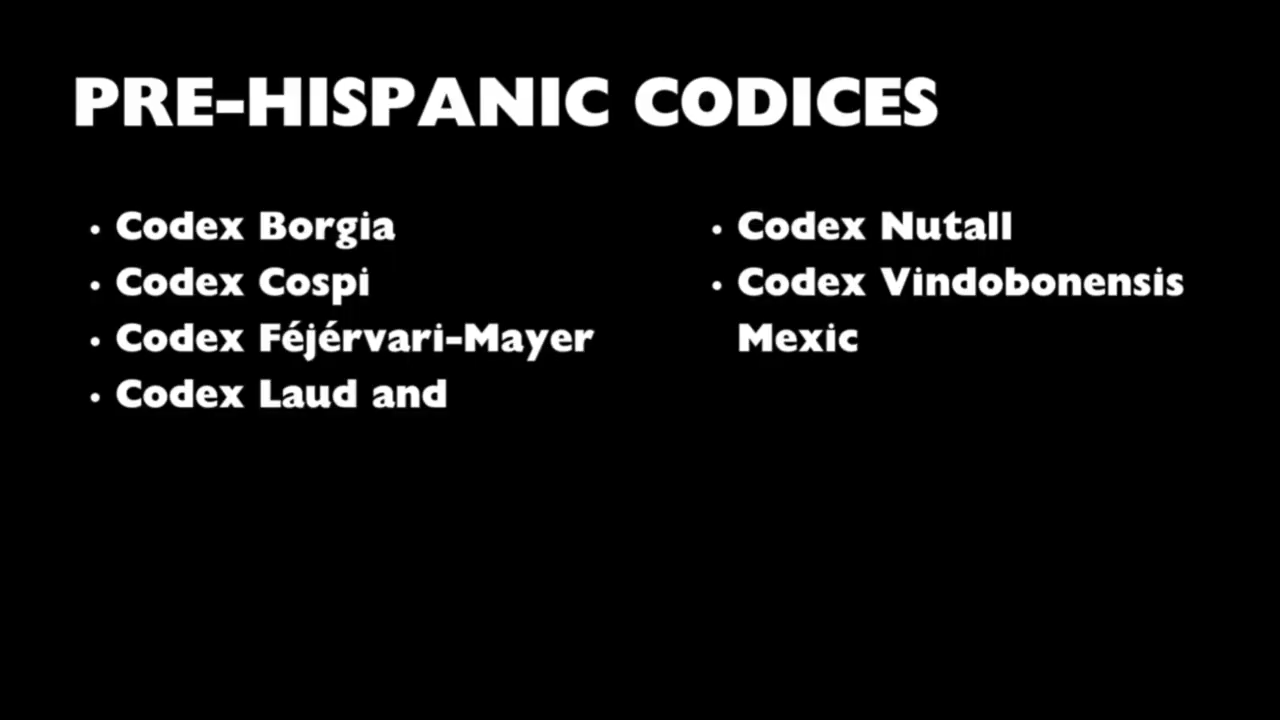 PRE-HISPANIC CODICES
• Codex Borgia
• Codex Cospi
• Codex Féjérvari-Mayer
• Codex Laud and
• Codex Nutall
• Codex Vindobonensis
Mexic